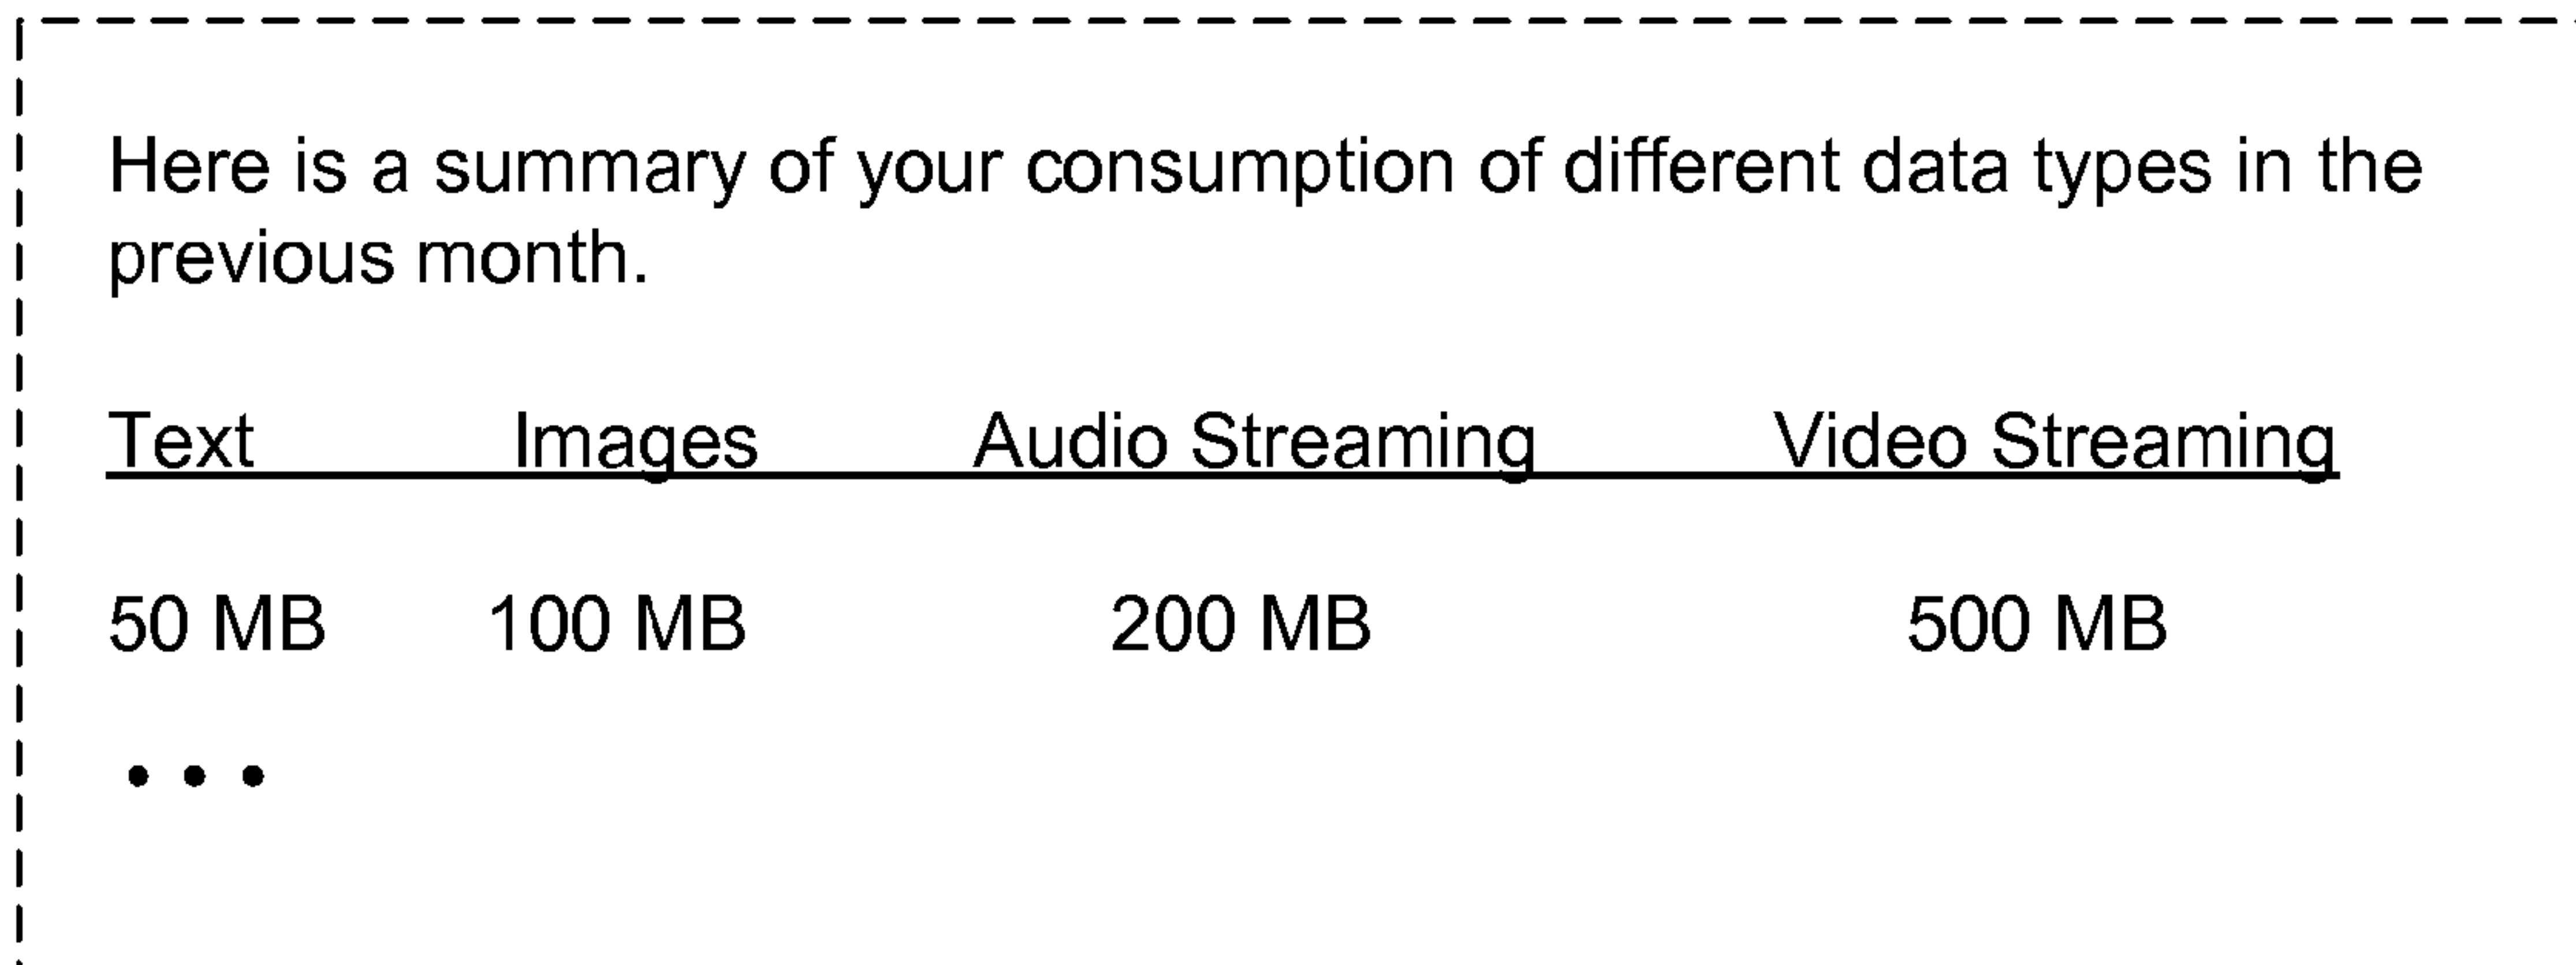 Here is a summary of your consumption of different data types in the
previous month.
Text Images Audio Streaming Video Streaming
50 MB 100 MB 200 MB 500 MB
• • •